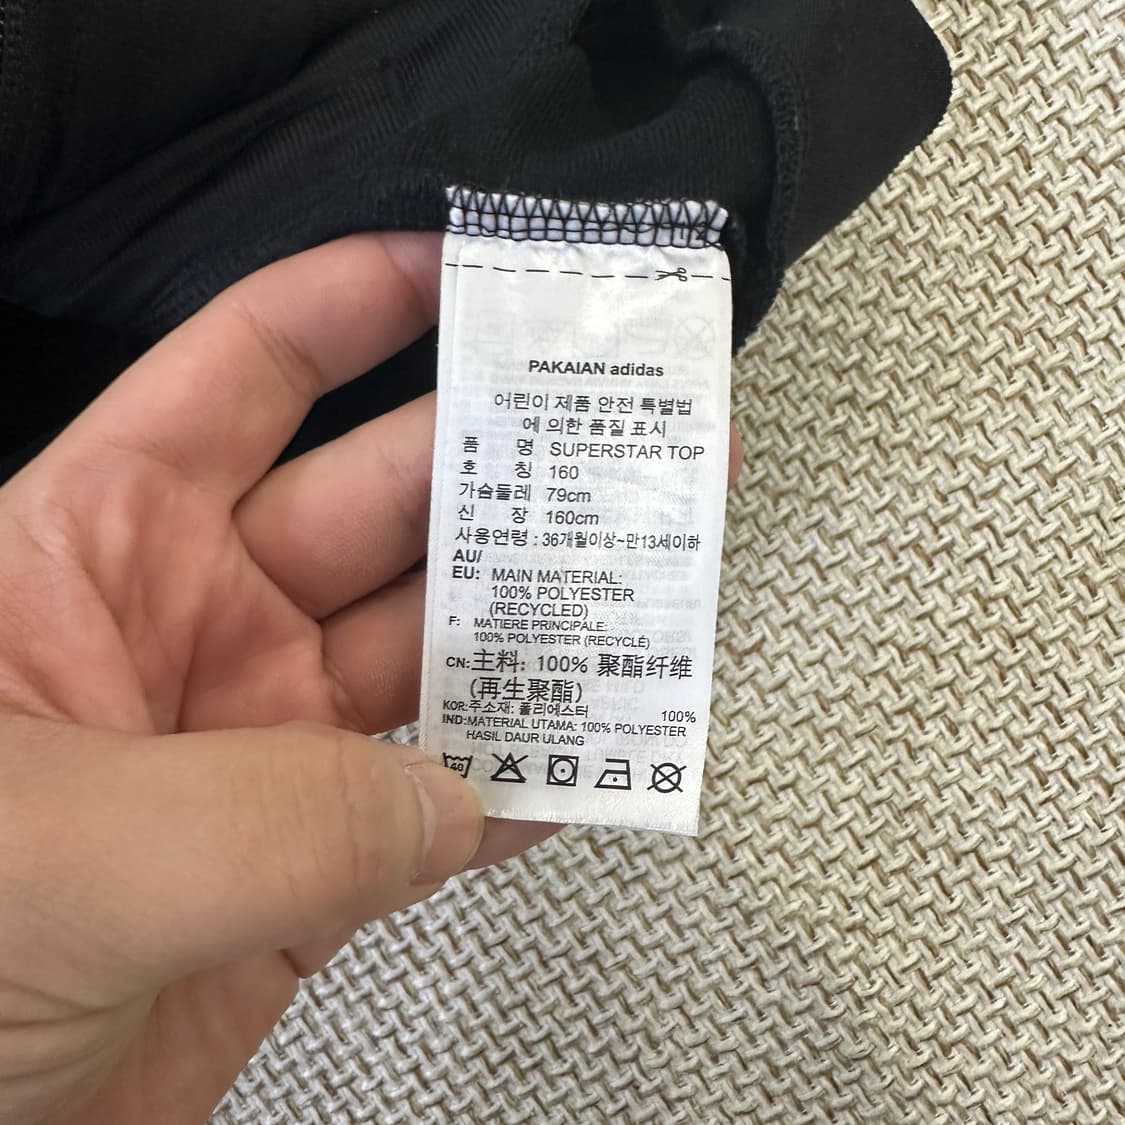 PAKAIAN adidas
어린이 제품 안전 특별법
에 의한 품질 표시
품 명 SUPERSTAR TOP
호 칭 160
가슴둘레 79cm
신 장 160cm
사용연령 : 36개월이상~만13세이하
AU/
EU: MAIN MATERIAL:
100% POLYESTER
(RECYCLED)
F: MATIERE PRINCIPALE:
100% POLYESTER (RECYCLÉ)
CN:主料: 100% 聚酯纤维
(再生聚酯)
KOR:주소재: 폴리에스터 100%
IND:MATERIAL UTAMA: 100% POLYESTER
HASIL DAUR ULANG
40